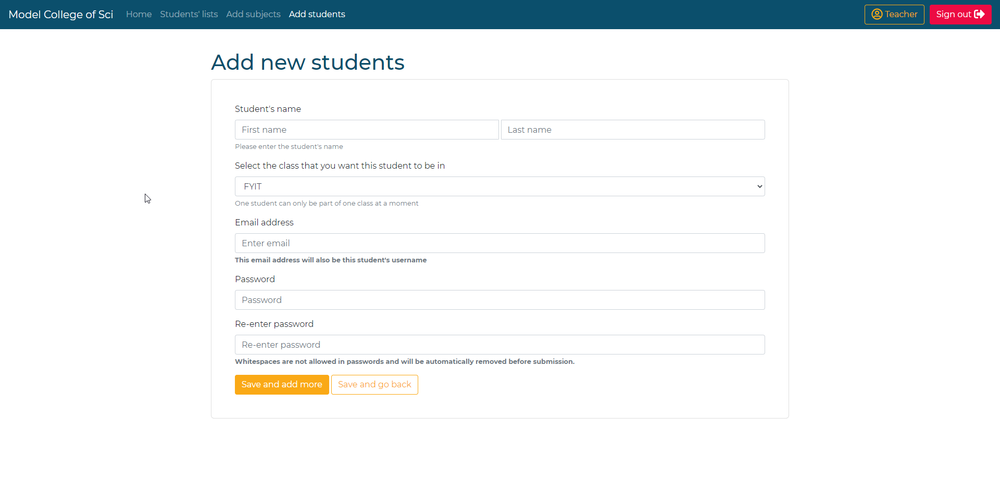 Model College of Sci Home Students' lists Add subjects Add students Teacher Sign out
Add new students
Student's name
First name Last name
Please enter the student's name
Select the class that you want this student to be in
FYIT
One student can only be part of one class at a moment
Email address
Enter email
This email address will also be this student's username
Password
Password
Re-enter password
Re-enter password
Whitespaces are not allowed in passwords and will be automatically removed before submission.
Save and add more Save and go back